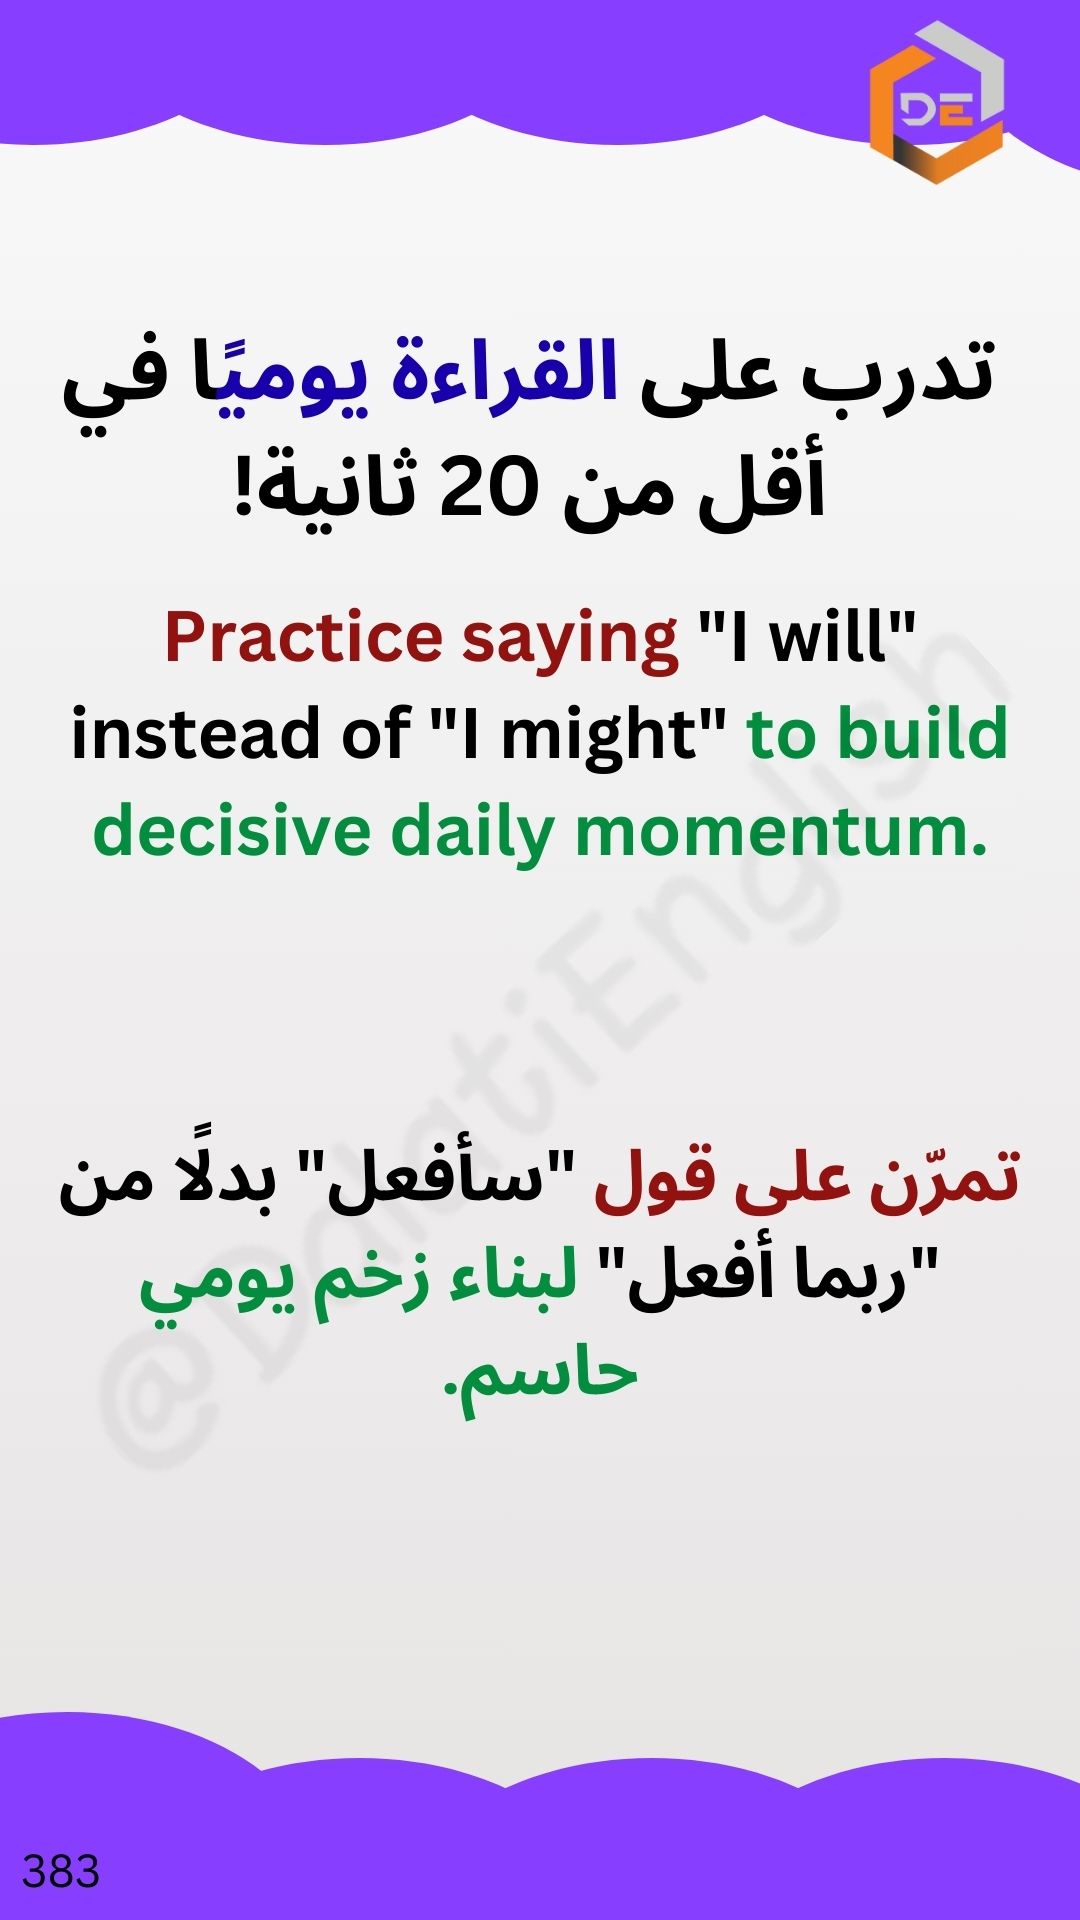 DE
تدرب على القراءة يوميًا في
أقل من 20 ثانية!
Practice saying "I will"
instead of "I might" to build
decisive daily momentum.
@DdatiEnglish
تمرّن على قول "سأفعل" بدلًا من
"ربما أفعل" لبناء زخم يومي
حاسم.
383